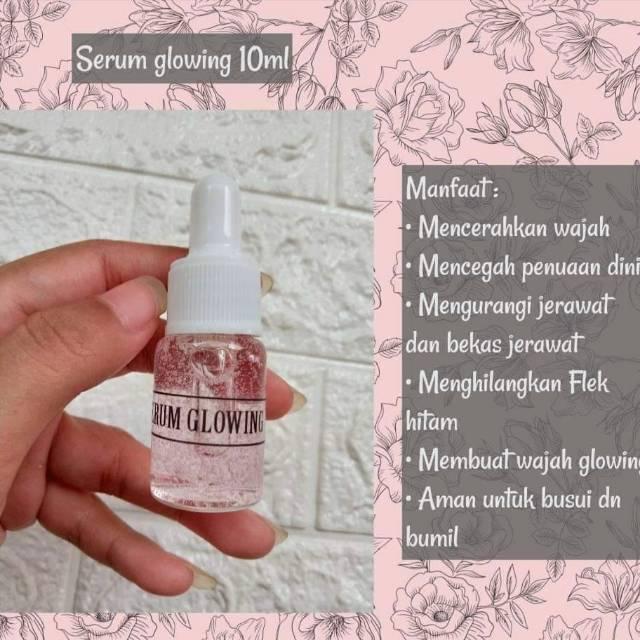 Serum glowing 10ml
Manfaat :
• Mencerahkan wajah
• Mencegah penuaan dini
• Mengurangi jerawat
dan bekas jerawat
• Menghilangkan Flek
hitam
• Membuat wajah glowing
• Aman untuk busui dn
bumil
RUM GLOWING